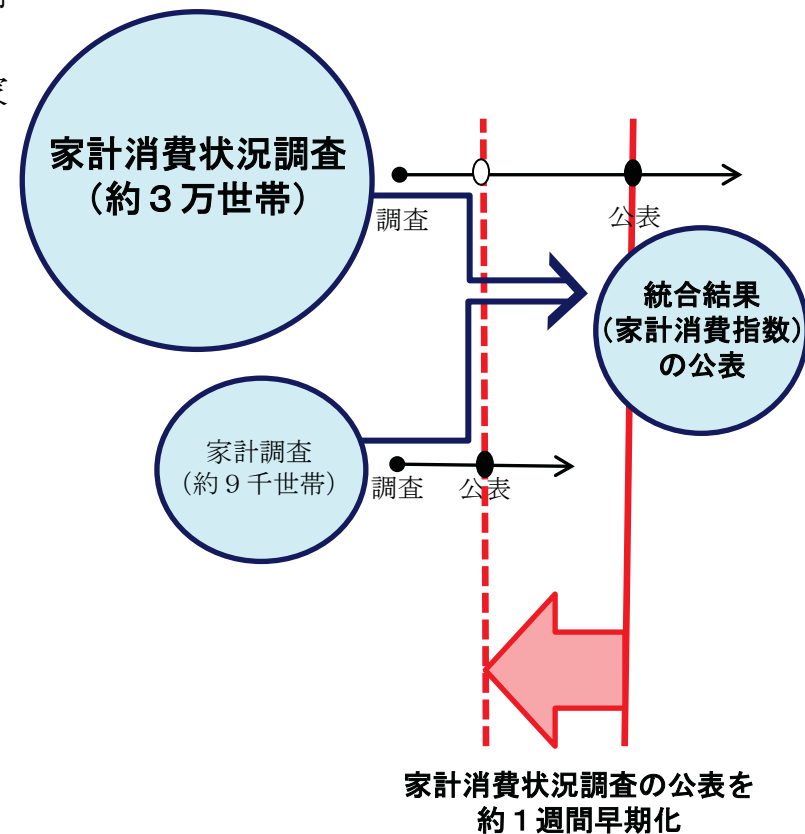 家計消費状況調査
（約３万世帯）
調査
公表
統合結果
（家計消費指数）
の公表
家計調査
（約９千世帯）
調査
公表
家計消費状況調査の公表を
約１週間早期化